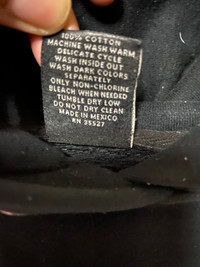 100% COTTON
MACHINE WASH WARM
DELICATE CYCLE
WASH INSIDE OUT
WASH DARK COLORS
SEPARATELY
ONLY NON-CHLORINE
BLEACH WHEN NEEDED
TUMBLE DRY LOW
DO NOT DRY CLEAN
MADE IN MEXICO
RN 35527